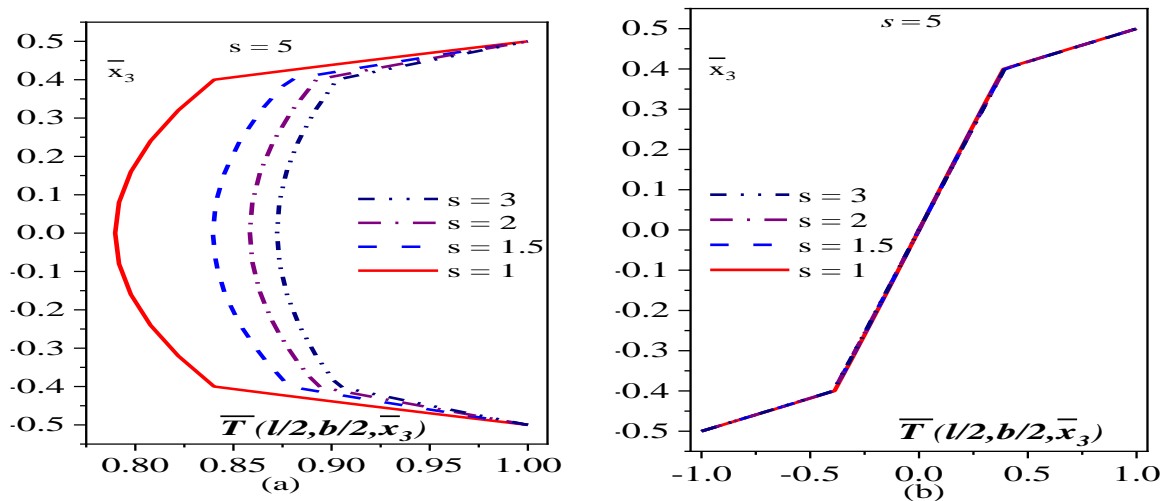 s = 5
x̅₃
0.5
0.4
0.3
0.2
0.1
0.0
-0.1
-0.2
-0.3
-0.4
-0.5
s = 3
s = 2
s = 1.5
s = 1
T̅ (l/2,b/2,x̅₃)
0.80 0.85 0.90 0.95 1.00
(a)
s = 5
x̅₃
0.5
0.4
0.3
0.2
0.1
0.0
-0.1
-0.2
-0.3
-0.4
-0.5
s = 3
s = 2
s = 1.5
s = 1
T̅ (l/2,b/2,x̅₃)
-1.0 -0.5 0.0 0.5 1.0
(b)